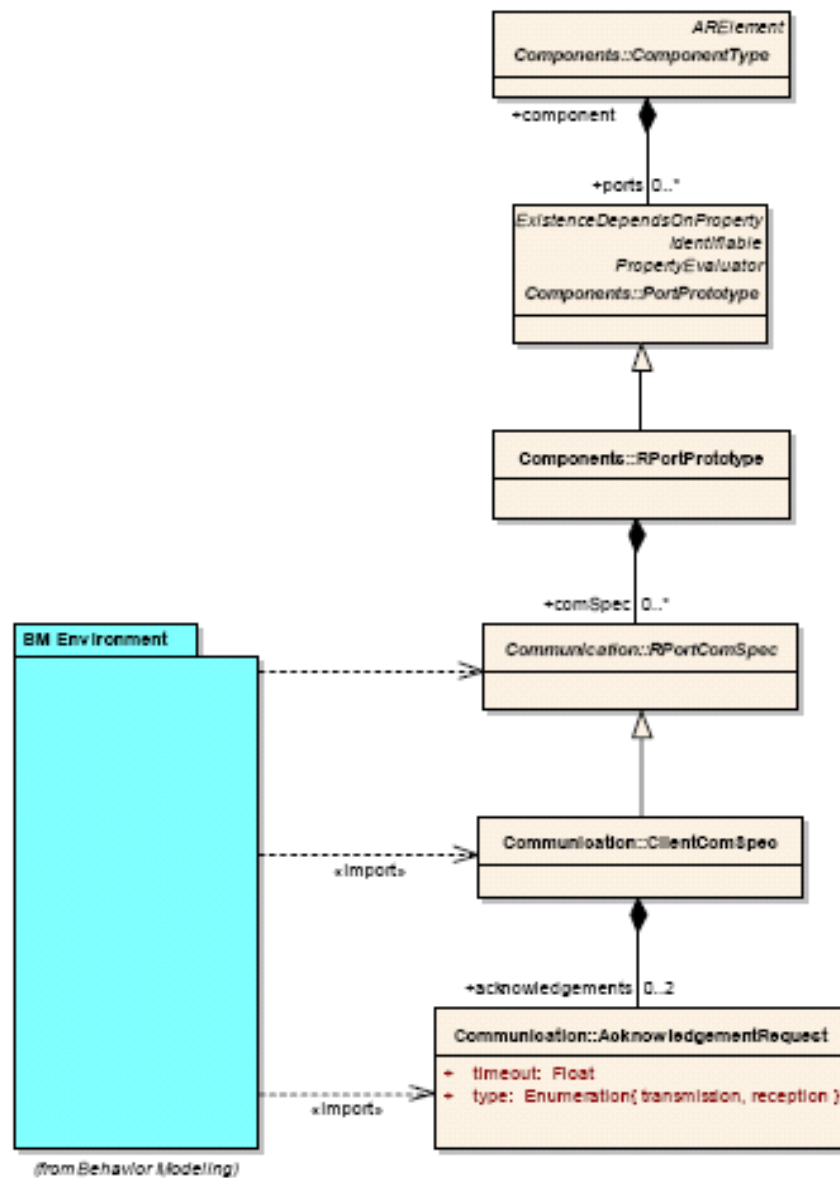 ARElement
Components::ComponentType
+component
+ports 0..*
ExistenceDependsOnProperty
Identifiable
PropertyEvaluator
Components::PortPrototype
Components::RPortPrototype
+comSpec 0..*
BM Environment
Communication::RPortComSpec
Communication::ClientComSpec
«import»
+acknowledgements 0..2
Communication::AcknowledgementRequest
+ timeout: Float
+ type: Enumeration{ transmission, reception }
«import»
(from Behavior Modeling)